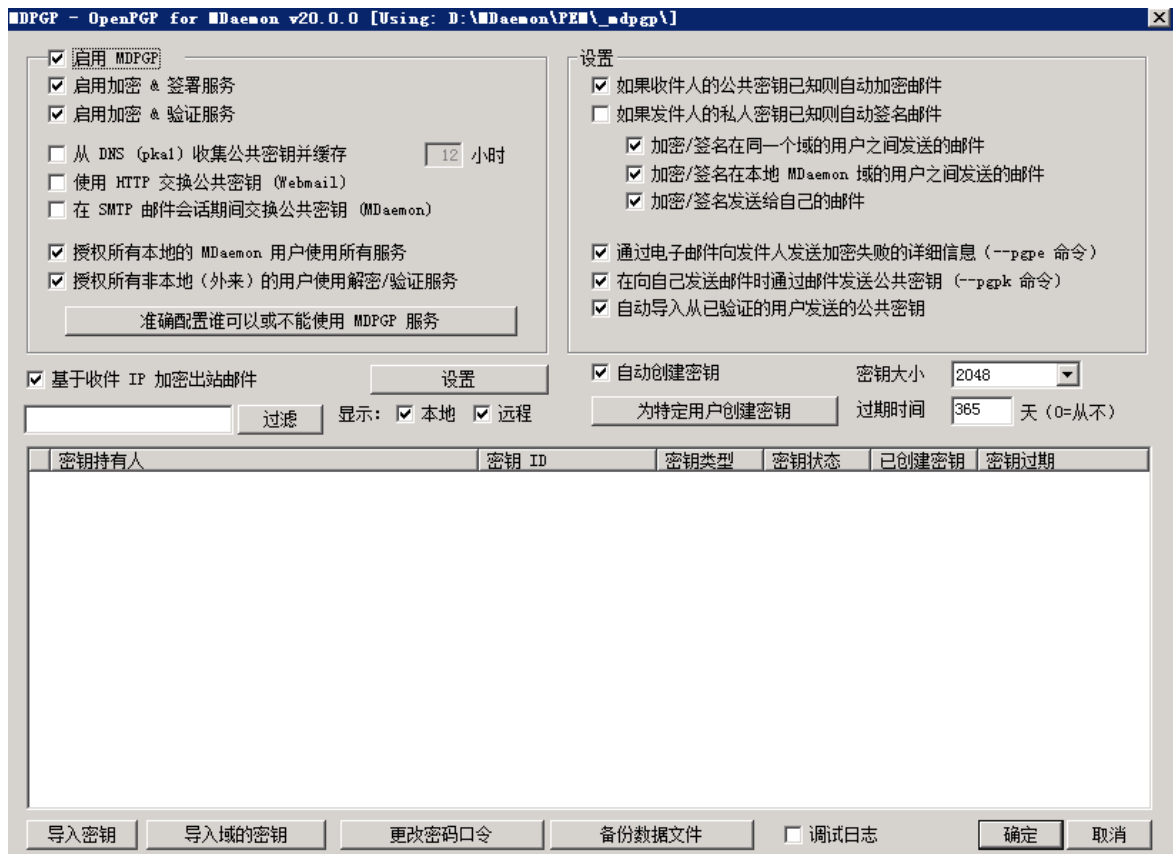 MDPGP - OpenPGP for MDaemon v20.0.0 [Using: D:\MDaemon\PEM\_mdpgp\]
启用 MDPGP
启用加密 & 签署服务
启用加密 & 验证服务
从 DNS (pka1) 收集公共密钥并缓存 12 小时
使用 HTTP 交换公共密钥 (Webmail)
在 SMTP 邮件会话期间交换公共密钥 (MDaemon)
授权所有本地的 MDaemon 用户使用所有服务
授权所有非本地（外来）的用户使用解密/验证服务
准确配置谁可以或不能使用 MDPGP 服务
设置
如果收件人的公共密钥已知则自动加密邮件
如果发件人的私人密钥已知则自动签名邮件
加密/签名在同一个域的用户之间发送的邮件
加密/签名在本地 MDaemon 域的用户之间发送的邮件
加密/签名发送给自己的邮件
通过电子邮件向发件人发送加密失败的详细信息 (--pgpe 命令)
在向自己发送邮件时通过邮件发送公共密钥 (--pgpk 命令)
自动导入从已验证的用户发送的公共密钥
基于收件 IP 加密出站邮件 设置
过滤 显示: 本地 远程
自动创建密钥 密钥大小 2048
为特定用户创建密钥 过期时间 365 天 (0=从不)
密钥持有人 密钥 ID 密钥类型 密钥状态 已创建密钥 密钥过期
导入密钥 导入域的密钥 更改密码口令 备份数据文件 调试日志 确定 取消